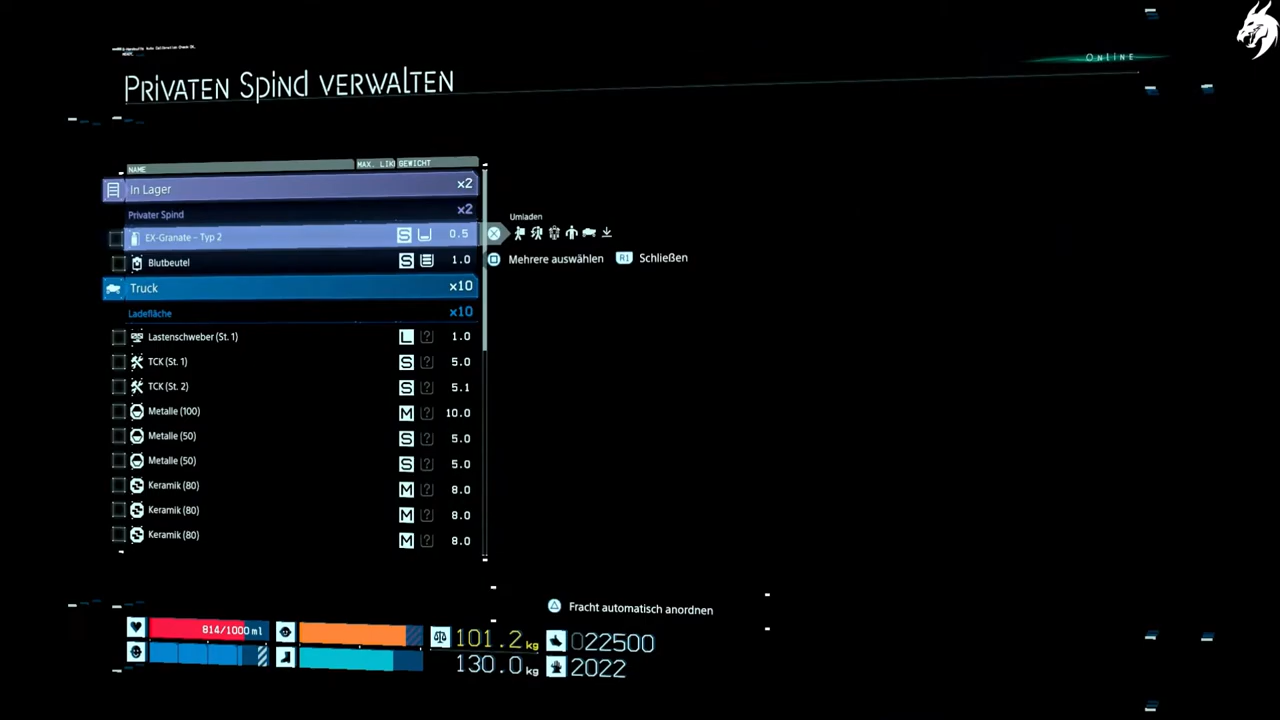 Online
Privaten Spind verwalten
NAME MAX. LIK GEWICHT
In Lager x2
Privater Spind x2
EX-Granate – Typ 2 S 0.5
Umladen
Blutbeutel S 1.0
Mehrere auswählen R1 Schließen
Truck x10
Ladefläche x10
Lastenschweber (St. 1) L ? 1.0
TCK (St. 1) S ? 5.0
TCK (St. 2) S ? 5.1
Metalle (100) M ? 10.0
Metalle (50) S ? 5.0
Metalle (50) S ? 5.0
Keramik (80) M ? 8.0
Keramik (80) M ? 8.0
Keramik (80) M ? 8.0
Fracht automatisch anordnen
814/1000 ml 101.2 kg 022500
130.0 kg 2022